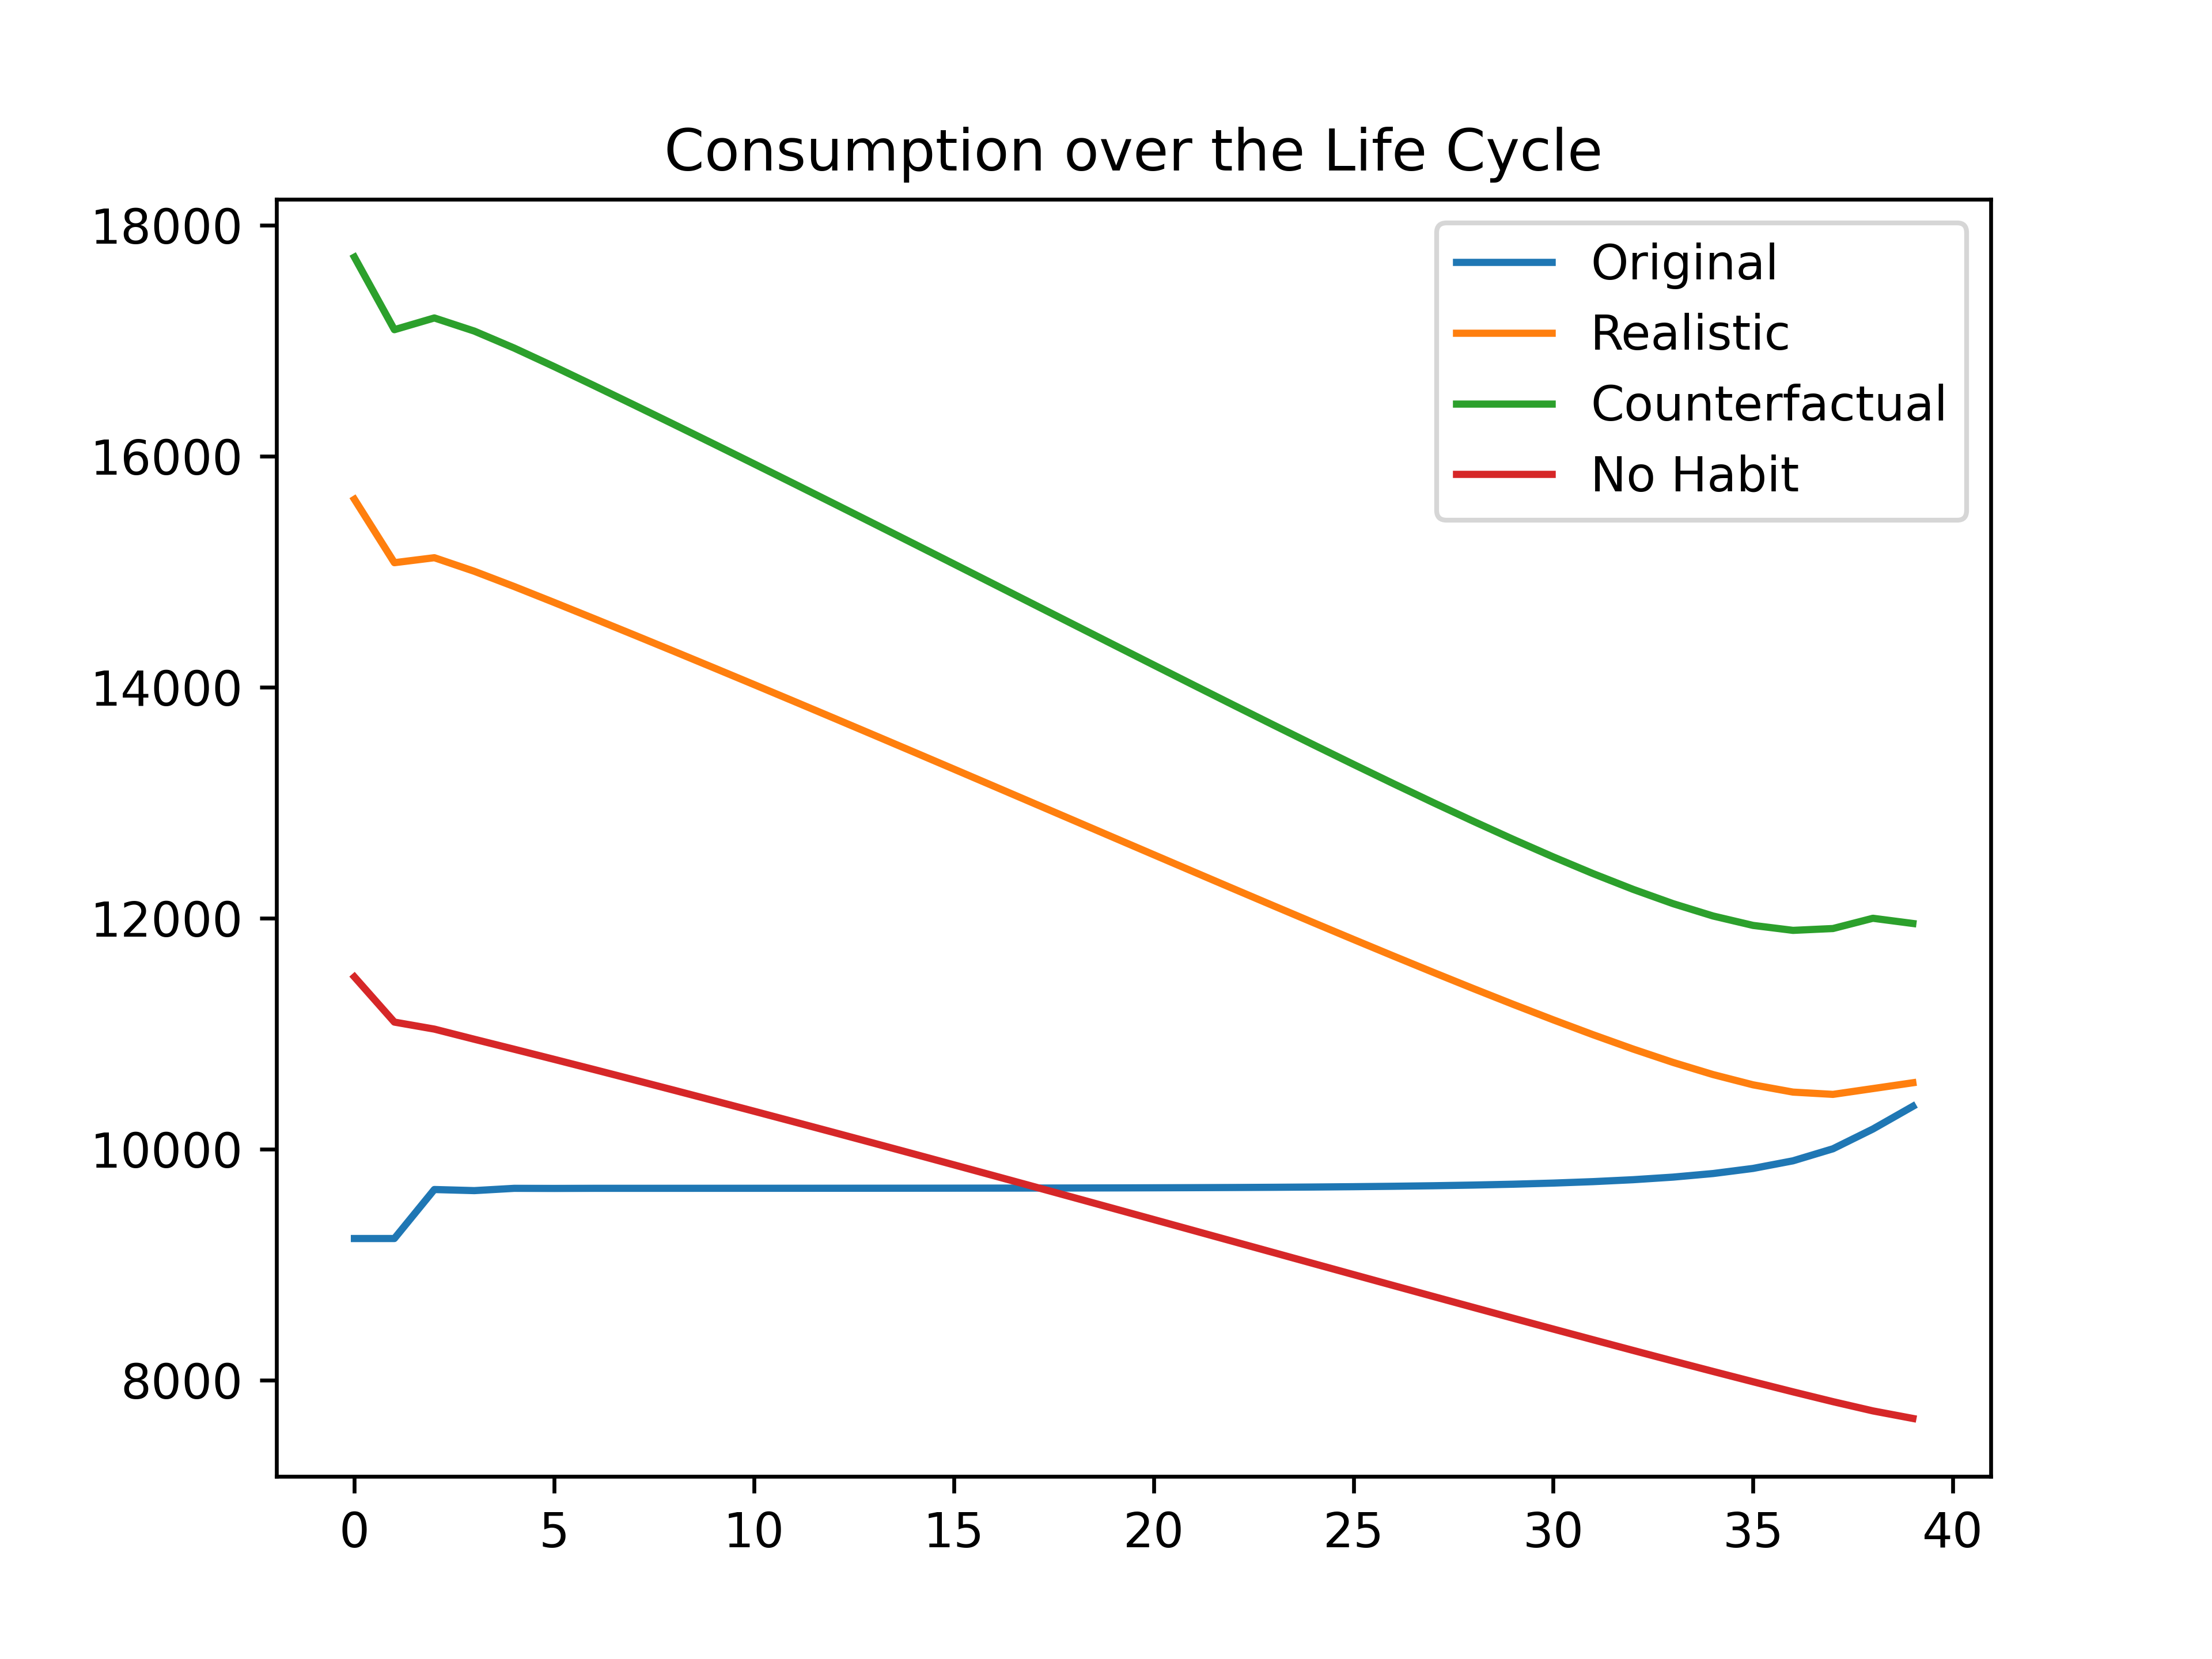 Consumption over the Life Cycle
18000
16000
14000
12000
10000
8000
0 5 10 15 20 25 30 35 40
Original
Realistic
Counterfactual
No Habit